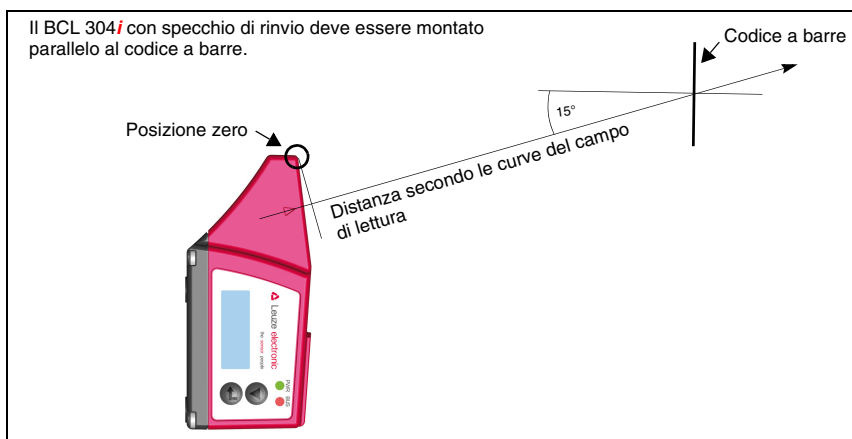 Il BCL 304i con specchio di rinvio deve essere montato
parallelo al codice a barre.
Codice a barre
15°
Posizione zero
Distanza secondo le curve del campo
di lettura
Leuze electronic
the sensor people
PWR BUS